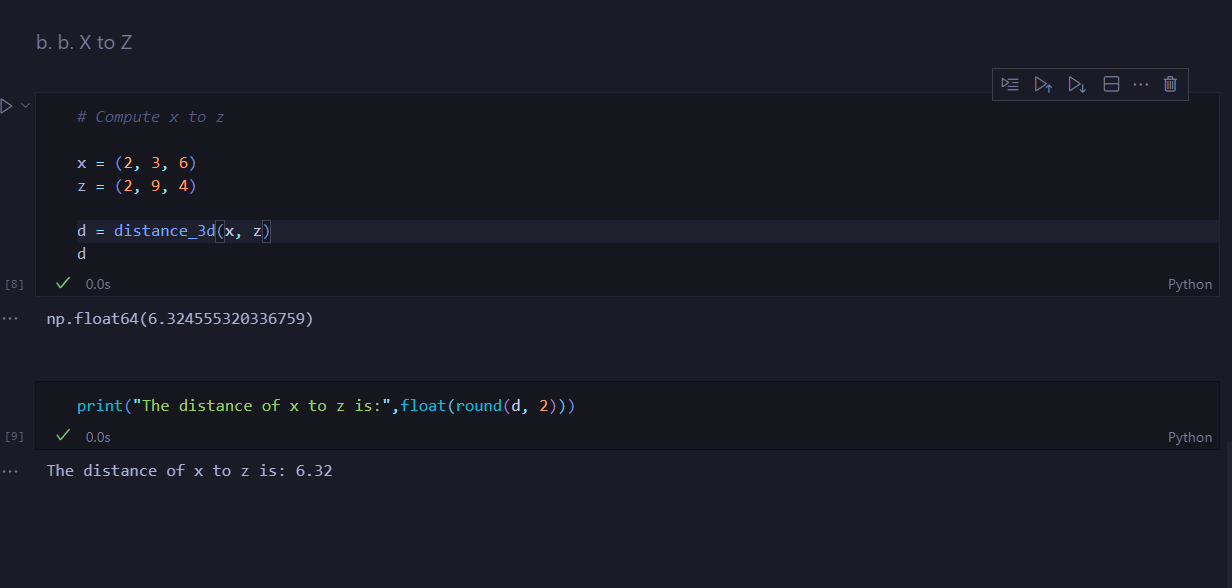 b. b. X to Z
# Compute x to z
x = (2, 3, 6)
z = (2, 9, 4)
d = distance_3d(x, z)
d
[8]
0.0s
Python
np.float64(6.324555320336759)
print("The distance of x to z is:",float(round(d, 2)))
[9]
0.0s
Python
The distance of x to z is: 6.32